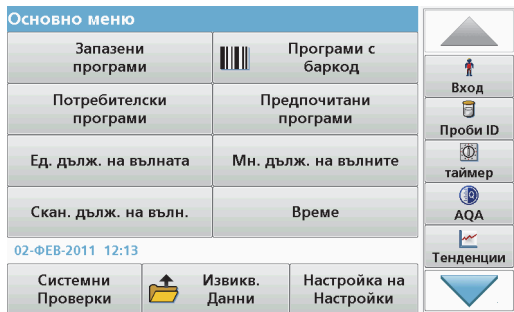 Основно меню
Запазени
програми
Програми с
баркод
Потребителски
програми
Предпочитани
програми
Ед. дълж. на вълната
Мн. дълж. на вълните
Скан. дълж. на вълн.
Време
02-ФЕВ-2011 12:13
Системни
Проверки
Извикв.
Данни
Настройка на
Настройки
Вход
Проби ID
таймер
AQA
Тенденции